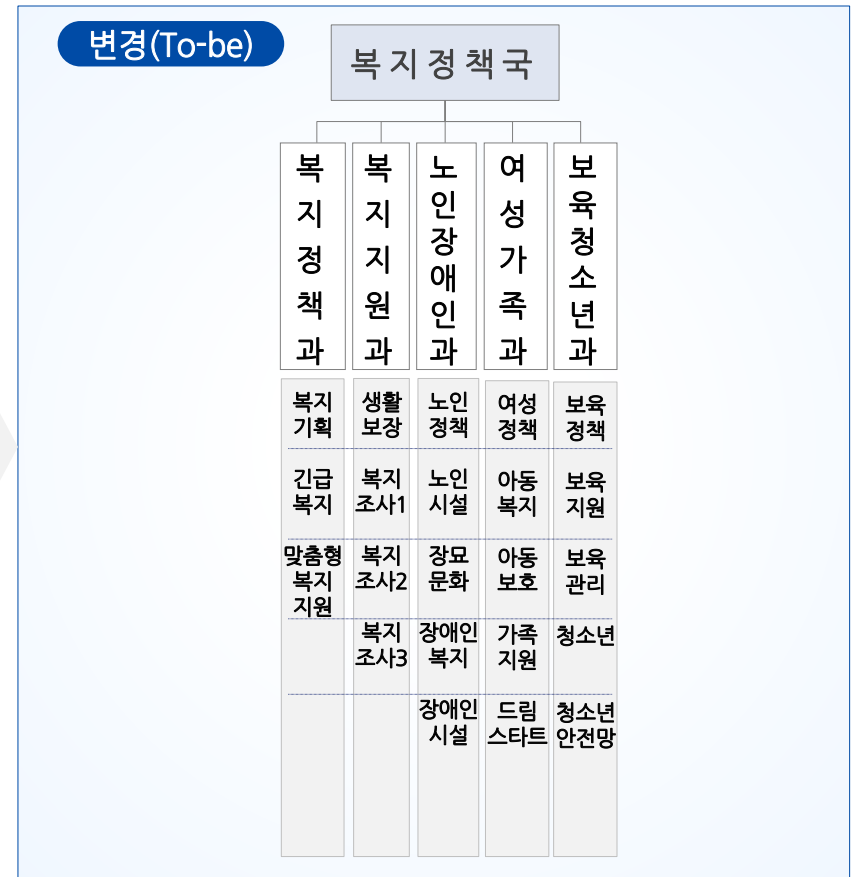 변경(To-be)
복지정책국
복지정책과
복지지원과
노인장애인과
여성가족과
보육청소년과
복지
기획
긴급
복지
맞춤형
복지
지원
생활
보장
복지
조사1
복지
조사2
복지
조사3
노인
정책
노인
시설
장묘
문화
장애인
복지
장애인
시설
여성
정책
아동
복지
아동
보호
가족
지원
드림
스타트
보육
정책
보육
지원
보육
관리
청소년
청소년
안전망